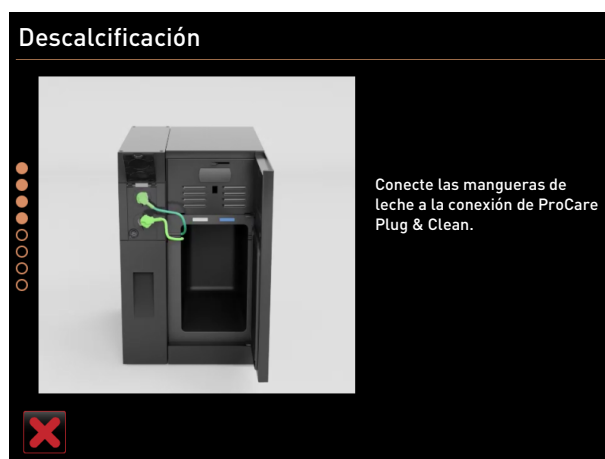 Descalcificación
Conecte las mangueras de
leche a la conexión de ProCare
Plug & Clean.